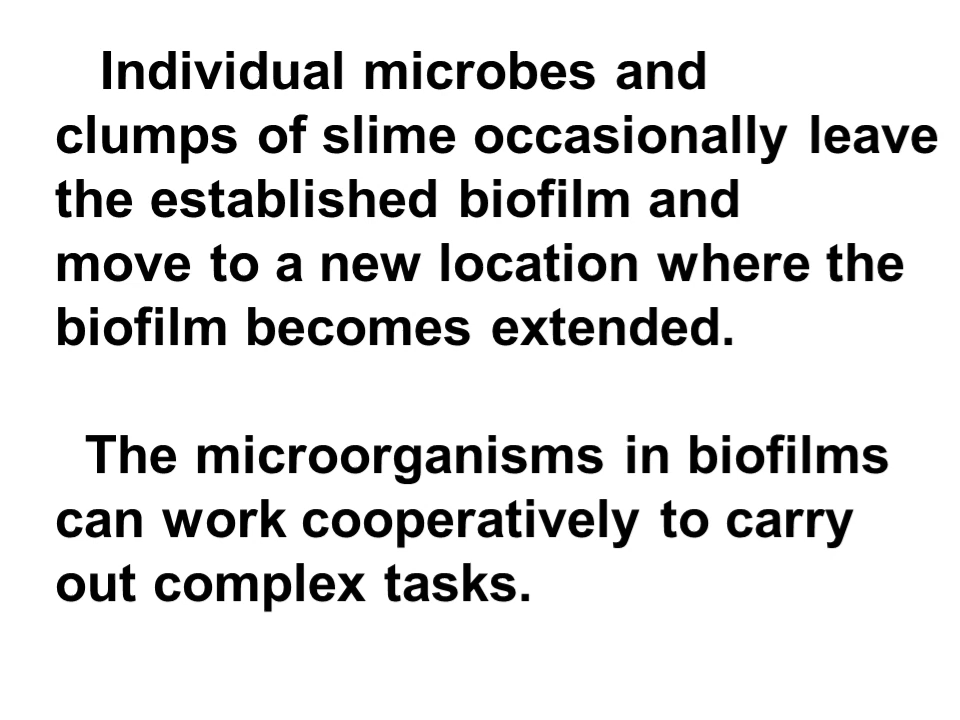 Individual microbes and
clumps of slime occasionally leave
the established biofilm and
move to a new location where the
biofilm becomes extended.
The microorganisms in biofilms
can work cooperatively to carry
out complex tasks.